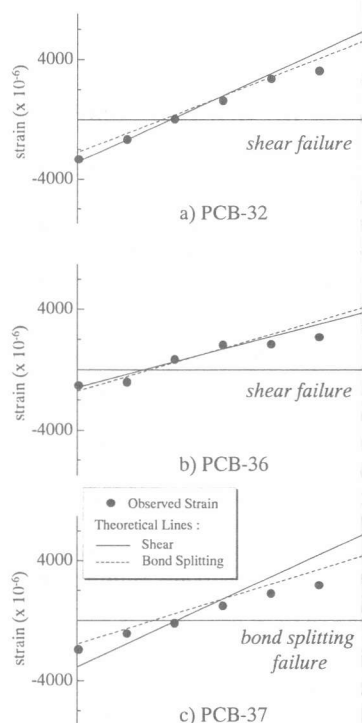 strain (x 10⁻⁶)
4000
-4000
shear failure
a) PCB-32
strain (x 10⁻⁶)
4000
-4000
shear failure
b) PCB-36
Observed Strain
Theoretical Lines :
Shear
Bond Splitting
strain (x 10⁻⁶)
4000
-4000
bond splitting
failure
c) PCB-37